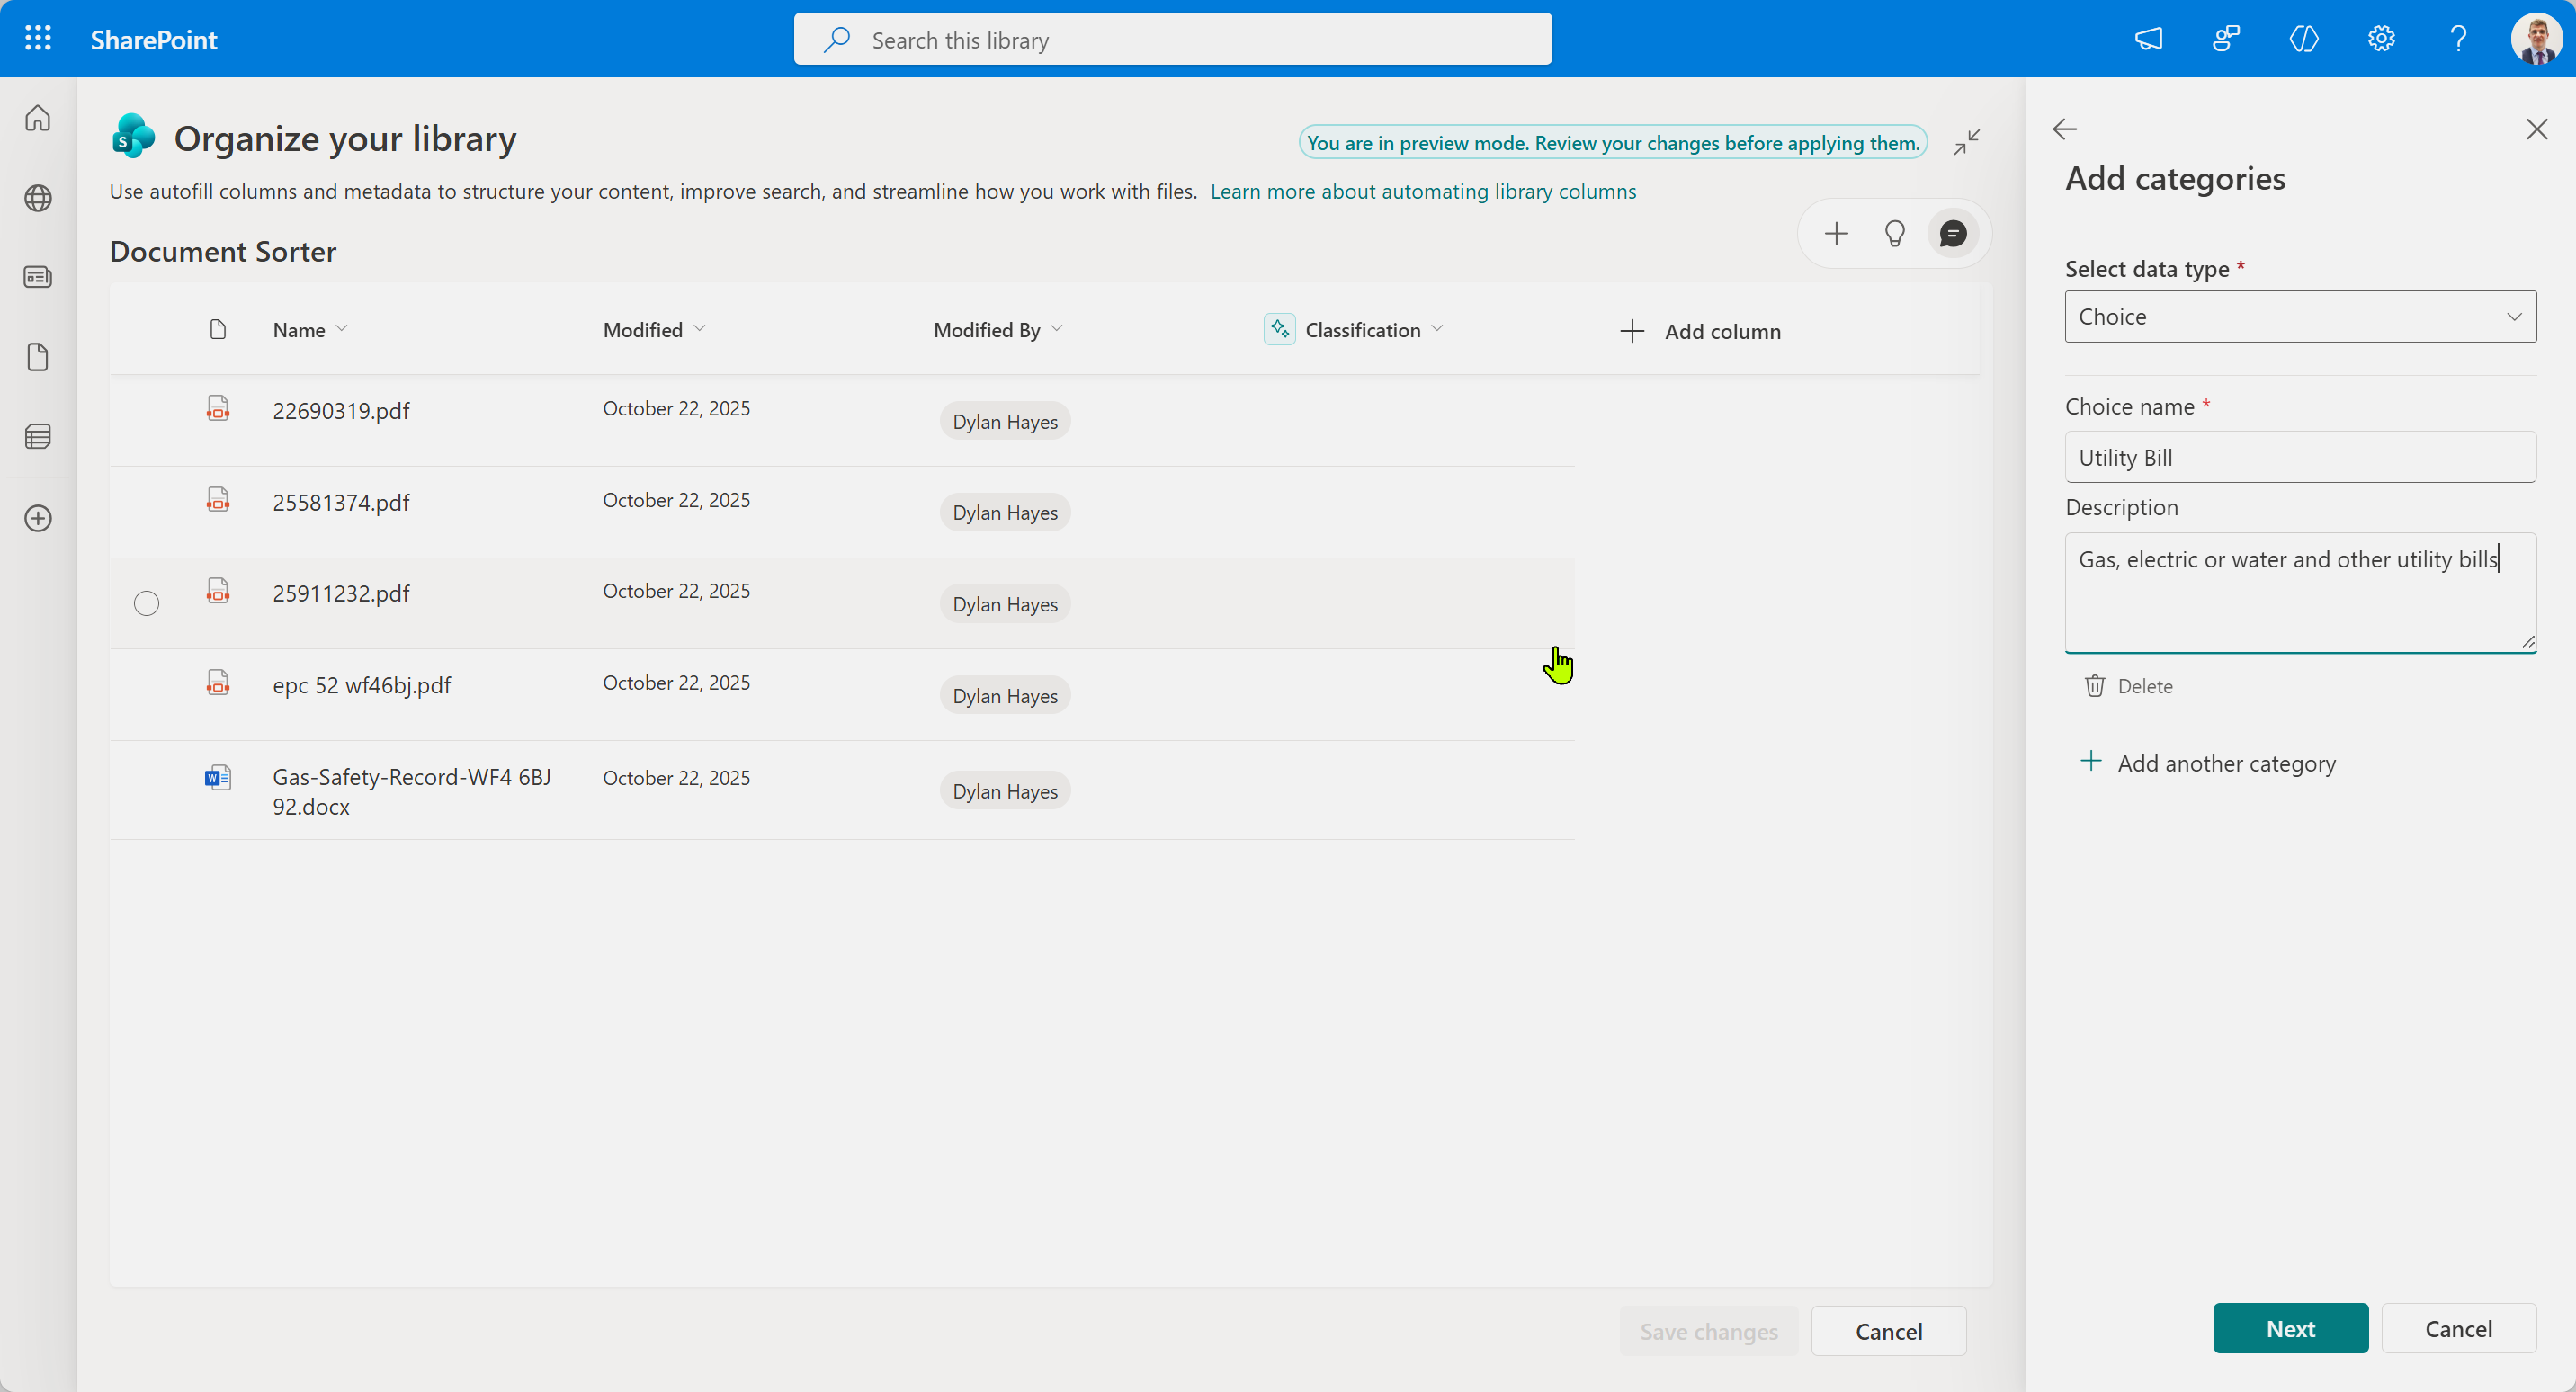 SharePoint
Search this library
Organize your library
You are in preview mode. Review your changes before applying them.
Use autofill columns and metadata to structure your content, improve search, and streamline how you work with files. Learn more about automating library columns
Document Sorter
Name Modified Modified By Classification Add column
22690319.pdf October 22, 2025 Dylan Hayes
25581374.pdf October 22, 2025 Dylan Hayes
25911232.pdf October 22, 2025 Dylan Hayes
epc 52 wf46bj.pdf October 22, 2025 Dylan Hayes
Gas-Safety-Record-WF4 6BJ October 22, 2025 Dylan Hayes
92.docx
Save changes Cancel
Add categories
Select data type *
Choice
Choice name *
Utility Bill
Description
Gas, electric or water and other utility bills
Delete
Add another category
Next Cancel